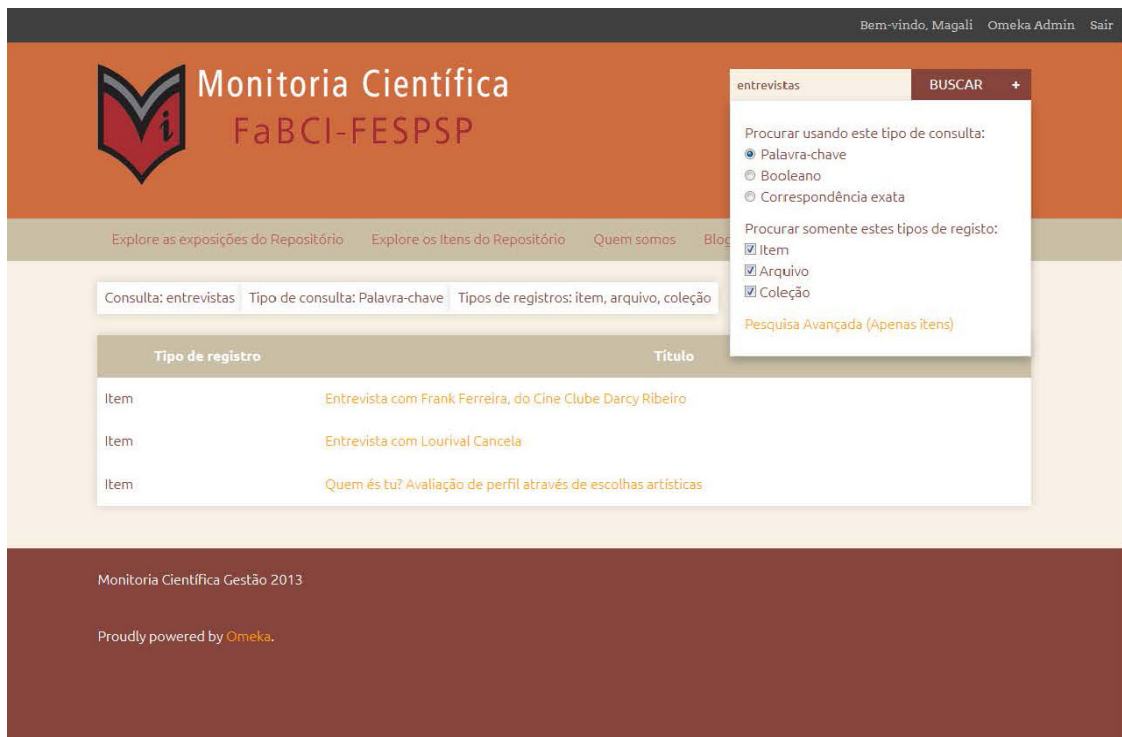 Bem-vindo, Magali Omeka Admin Sair
i
Monitoria Científica
FaBCI-FESPSP
entrevistas BUSCAR +
Procurar usando este tipo de consulta:
Palavra-chave
Booleano
Correspondência exata
Procurar somente estes tipos de registo:
Item
Arquivo
Coleção
Pesquisa Avançada (Apenas itens)
Explore as exposições do Repositório Explore os Itens do Repositório Quem somos Blog
Consulta: entrevistas Tipo de consulta: Palavra-chave Tipos de registros: item, arquivo, coleção
Tipo de registro Título
Item Entrevista com Frank Ferreira, do Cine Clube Darcy Ribeiro
Item Entrevista com Lourival Cancela
Item Quem és tu? Avaliação de perfil através de escolhas artísticas
Monitoria Científica Gestão 2013
Proudly powered by Omeka.